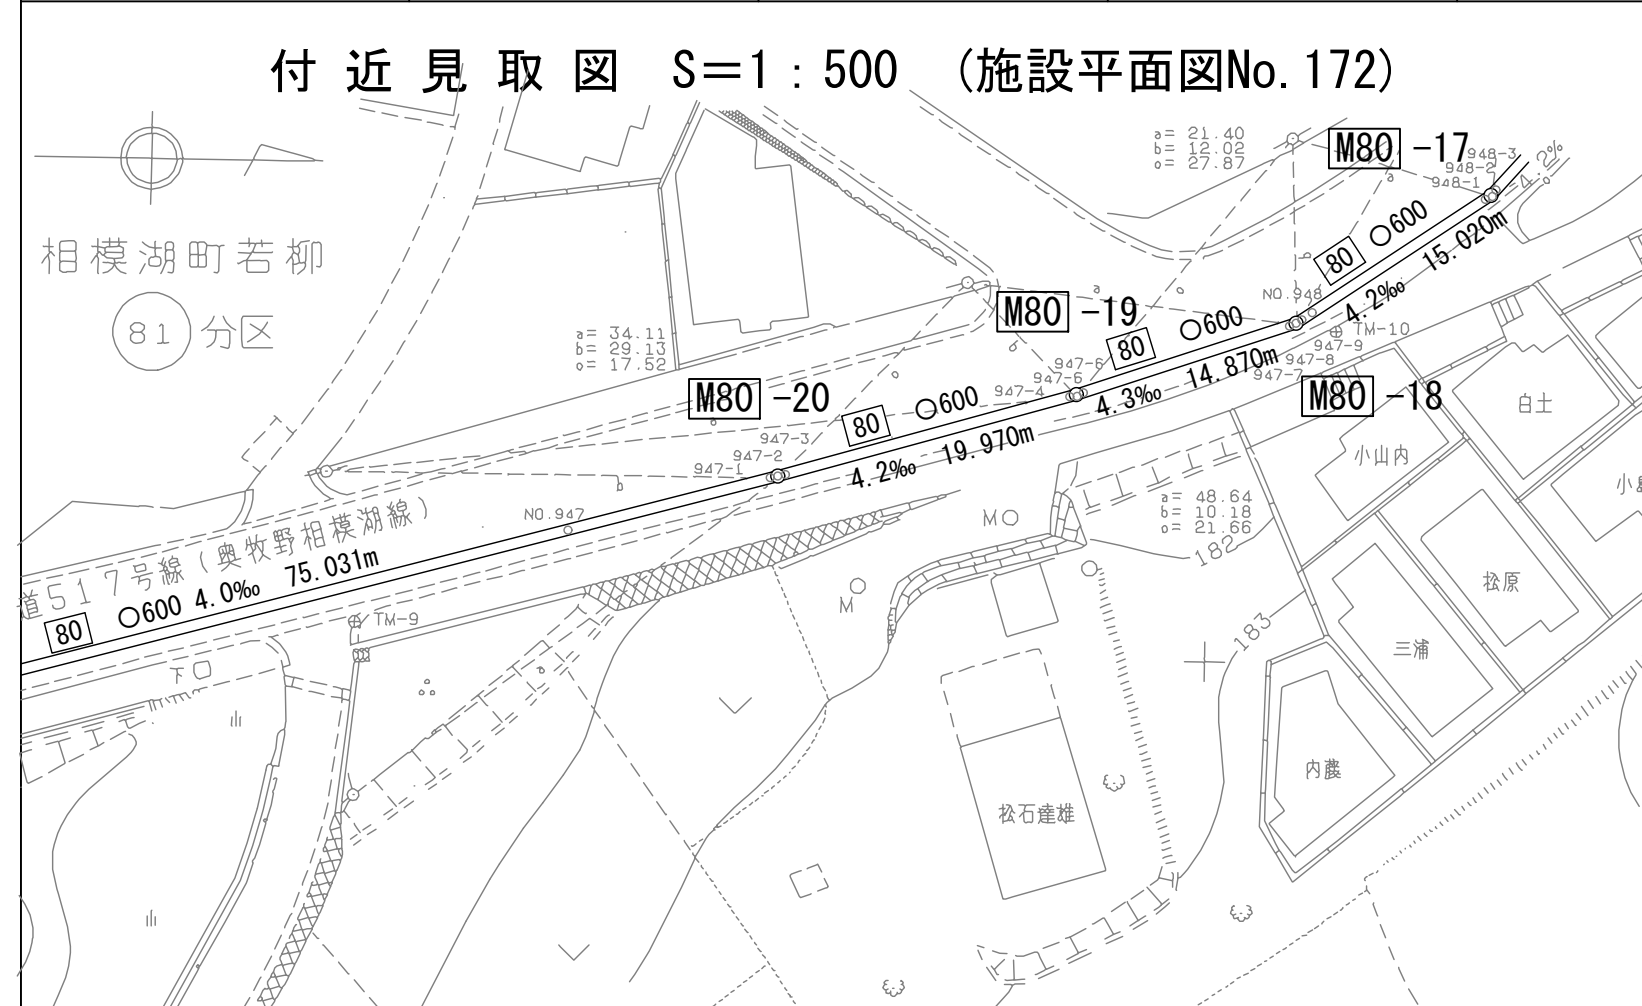 付近見取図 S=1:500 (施設平面図No.172)
a= 21.40
b= 12.02
c= 27.87
M80 -17
948-3
948-2
948-1
4.2‰
相模湖町若柳
81 分区
80 ○600
15.020m
4.2‰
NO.948
TM-10
M80 -19
a= 34.11
b= 29.13
c= 17.52
80 ○600
14.870m
4.3‰
947-9
947-8
947-7
947-6
947-5
947-4
M80 -18
M80 -20
80 ○600
19.970m
4.2‰
947-3
947-2
947-1
白土
小山内
a= 48.64
b= 10.18
c= 21.66
182
NO.947
M
道517号線(奥牧野相模湖線)
80 ○600 4.0‰ 75.031m
松原
M
TM-9
183
三浦
下
内藤
松石達雄